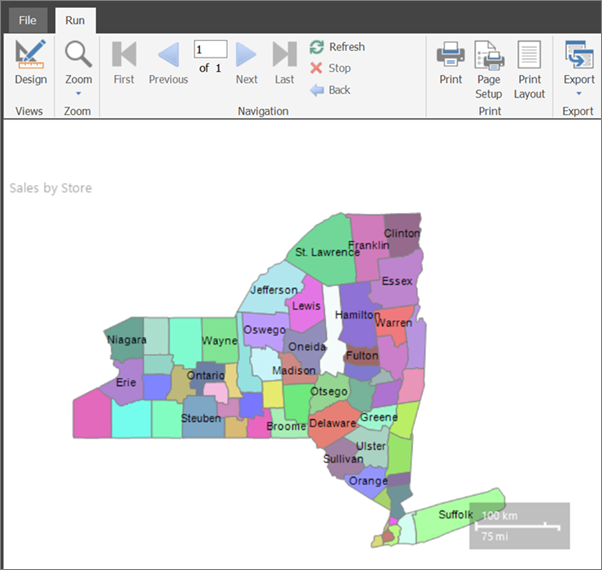 File Run
Design
Views
Zoom
Zoom
First
Previous
1
of 1
Next
Last
Refresh
Stop
Back
Navigation
Print
Page
Setup
Print
Layout
Print
Export
Export
Sales by Store
Clinton
Franklin
St. Lawrence
Essex
Jefferson
Lewis
Hamilton
Warren
Oswego
Niagara
Wayne
Oneida
Fulton
Madison
Ontario
Erie
Otsego
Greene
Steuben
Broome
Delaware
Ulster
Sullivan
Orange
Suffolk
100 km
75 mi